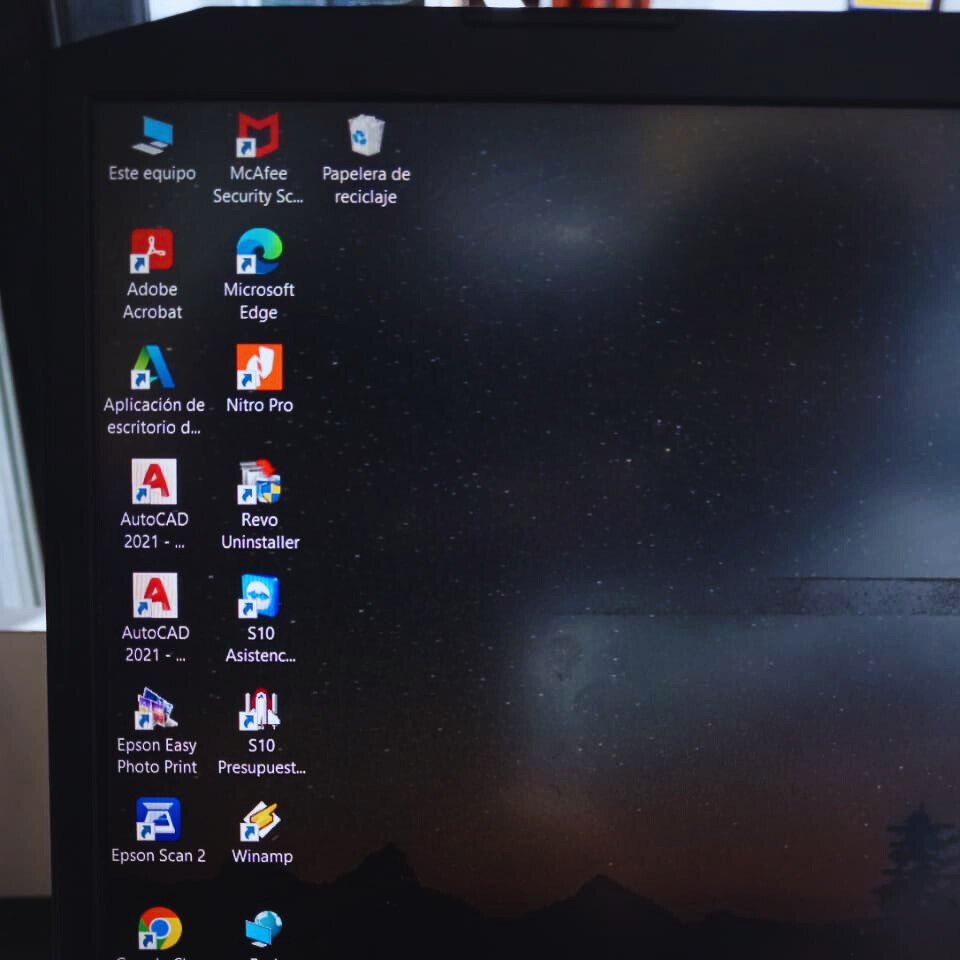 Este equipo
McAfee
Security Sc...
Papelera de
reciclaje
Adobe
Acrobat
Microsoft
Edge
Aplicación de
escritorio d...
Nitro Pro
AutoCAD
2021 - ...
Revo
Uninstaller
AutoCAD
2021 - ...
S10
Asistenc...
Epson Easy
Photo Print
S10
Presupuest...
Epson Scan 2
Winamp